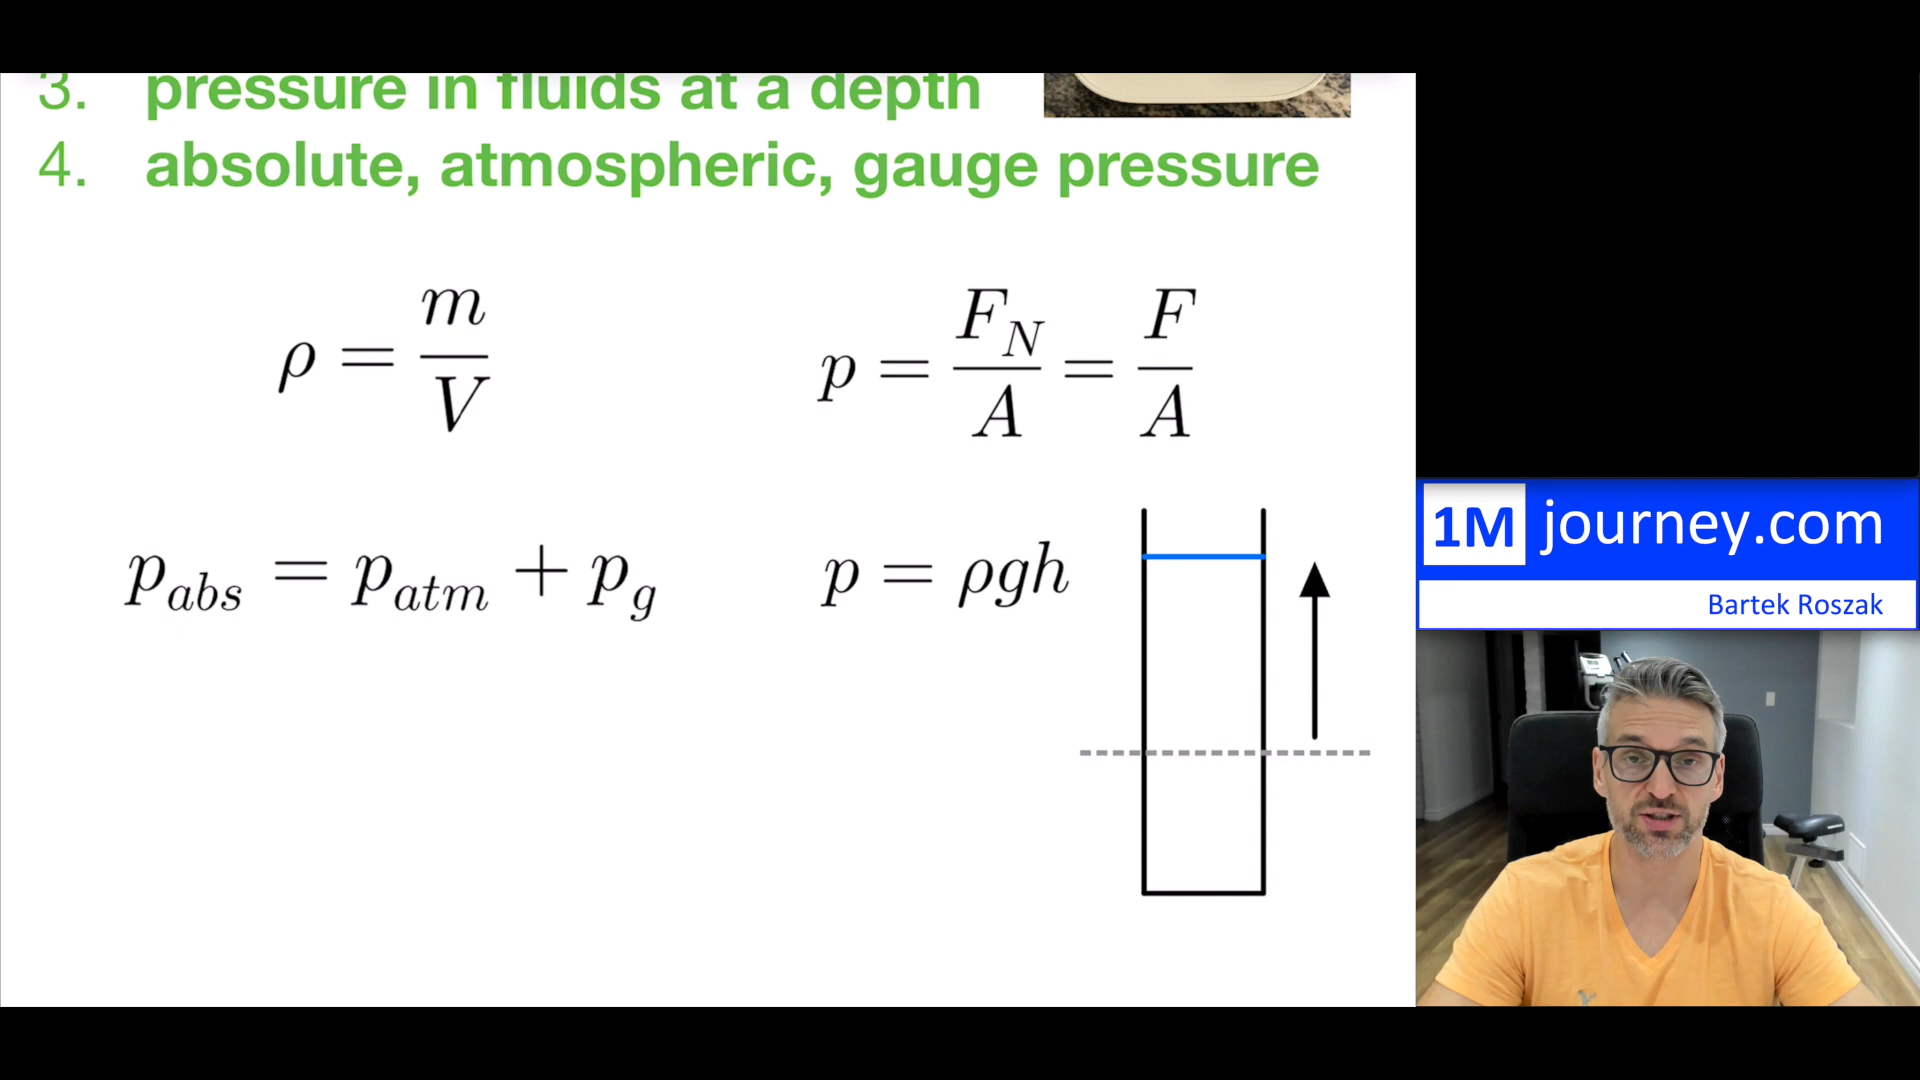 3. pressure in fluids at a depth
4. absolute, atmospheric, gauge pressure
ρ = m/V
p = F_N/A = F/A
p_abs = p_atm + p_g
p = ρgh
1M journey.com
Bartek Roszak